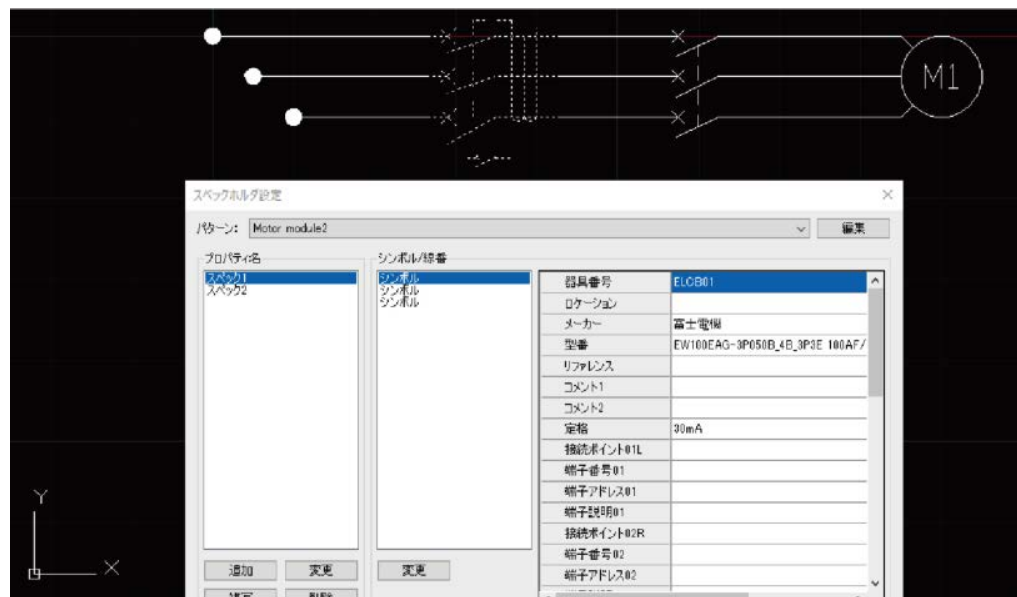 M1
スペックホルダ設定
パターン: Motor module2 編集
プロパティ名
スペック1
スペック2
追加 変更
複写 削除
シンボル/線番
シンボル
シンボル
シンボル
変更
器具番号 ELCB01
ロケーション
メーカー 富士電機
型番 EW100EAG-3P050B_4B_3P3E 100AF/
リファレンス
コメント1
コメント2
定格 30mA
接続ポイント01L
端子番号01
端子アドレス01
端子説明01
接続ポイント02R
端子番号02
端子アドレス02
Y
X